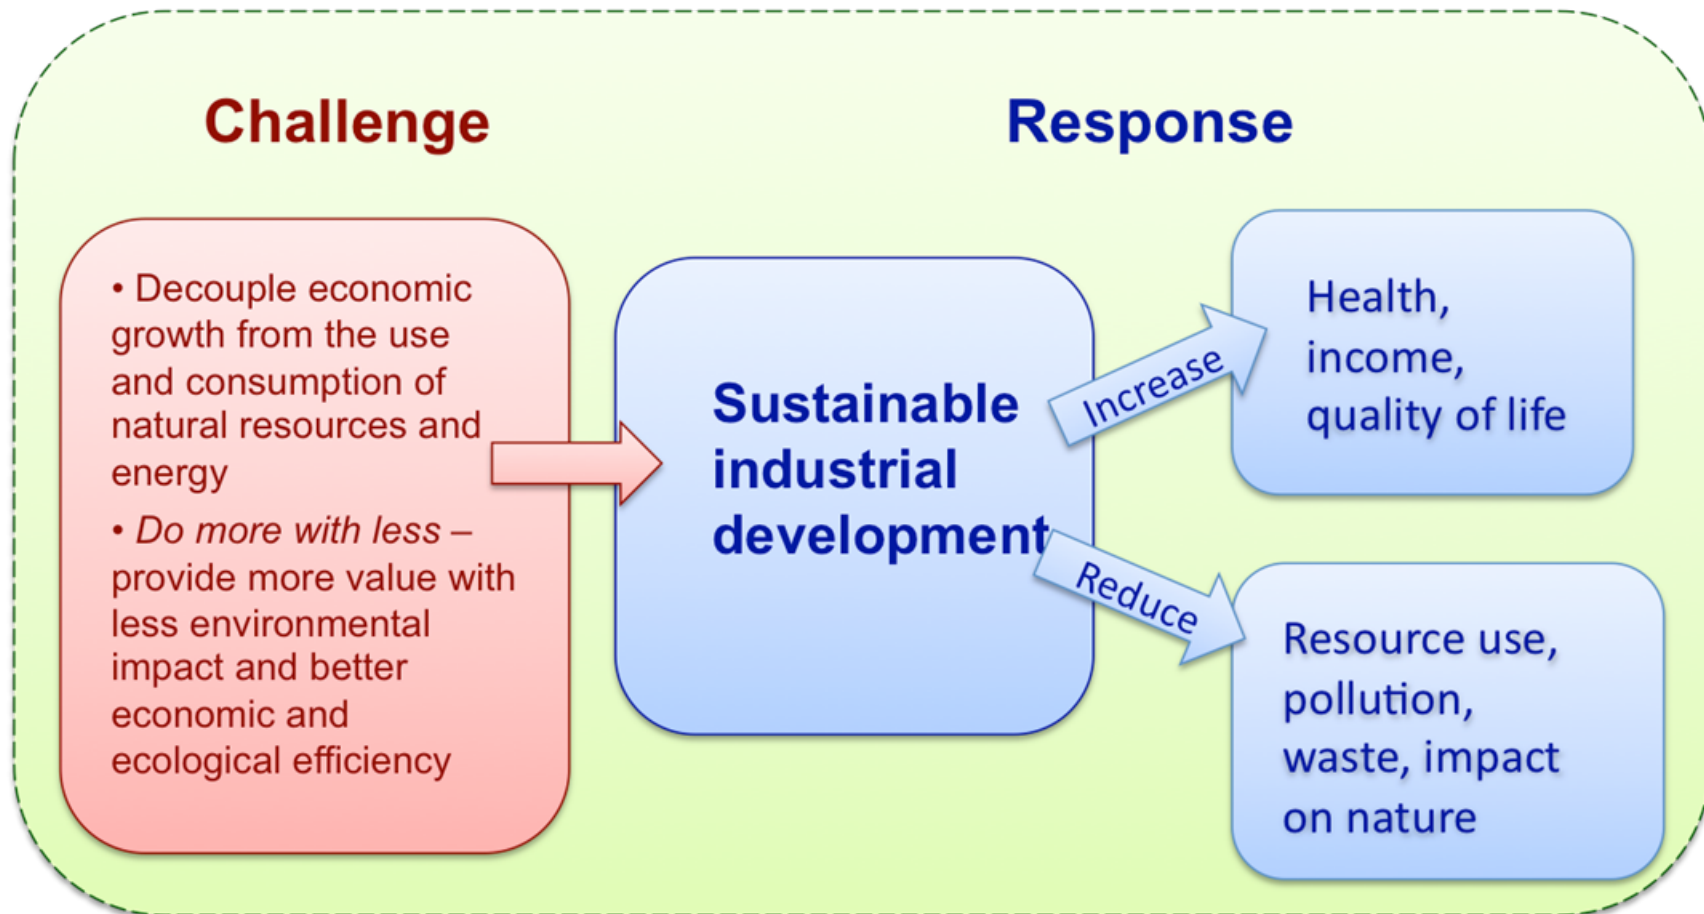 Challenge
Response
• Decouple economic
growth from the use
and consumption of
natural resources and
energy
• Do more with less –
provide more value with
less environmental
impact and better
economic and
ecological efficiency
Sustainable
industrial
development
Increase
Health,
income,
quality of life
Reduce
Resource use,
pollution,
waste, impact
on nature